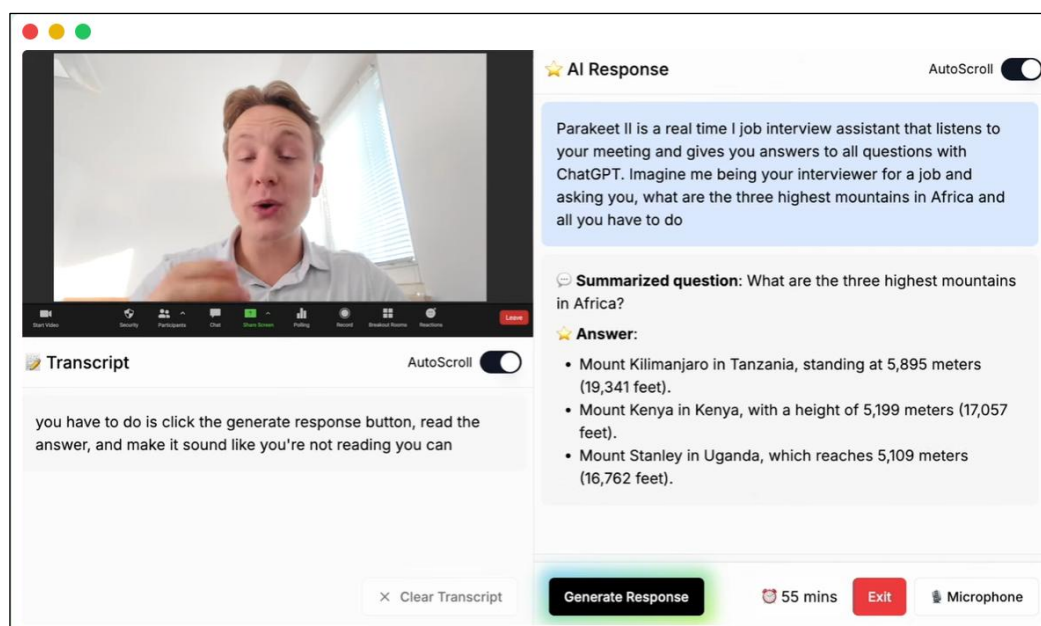 Start Video
Security
Participants
Chat
Share Screen
Polling
Record
Breakout Rooms
Reactions
Leave
Transcript
AutoScroll
you have to do is click the generate response button, read the
answer, and make it sound like you're not reading you can
Clear Transcript
AI Response
AutoScroll
Parakeet II is a real time I job interview assistant that listens to
your meeting and gives you answers to all questions with
ChatGPT. Imagine me being your interviewer for a job and
asking you, what are the three highest mountains in Africa and
all you have to do
Summarized question: What are the three highest mountains
in Africa?
Answer:
• Mount Kilimanjaro in Tanzania, standing at 5,895 meters
(19,341 feet).
• Mount Kenya in Kenya, with a height of 5,199 meters (17,057
feet).
• Mount Stanley in Uganda, which reaches 5,109 meters
(16,762 feet).
Generate Response
55 mins
Exit
Microphone